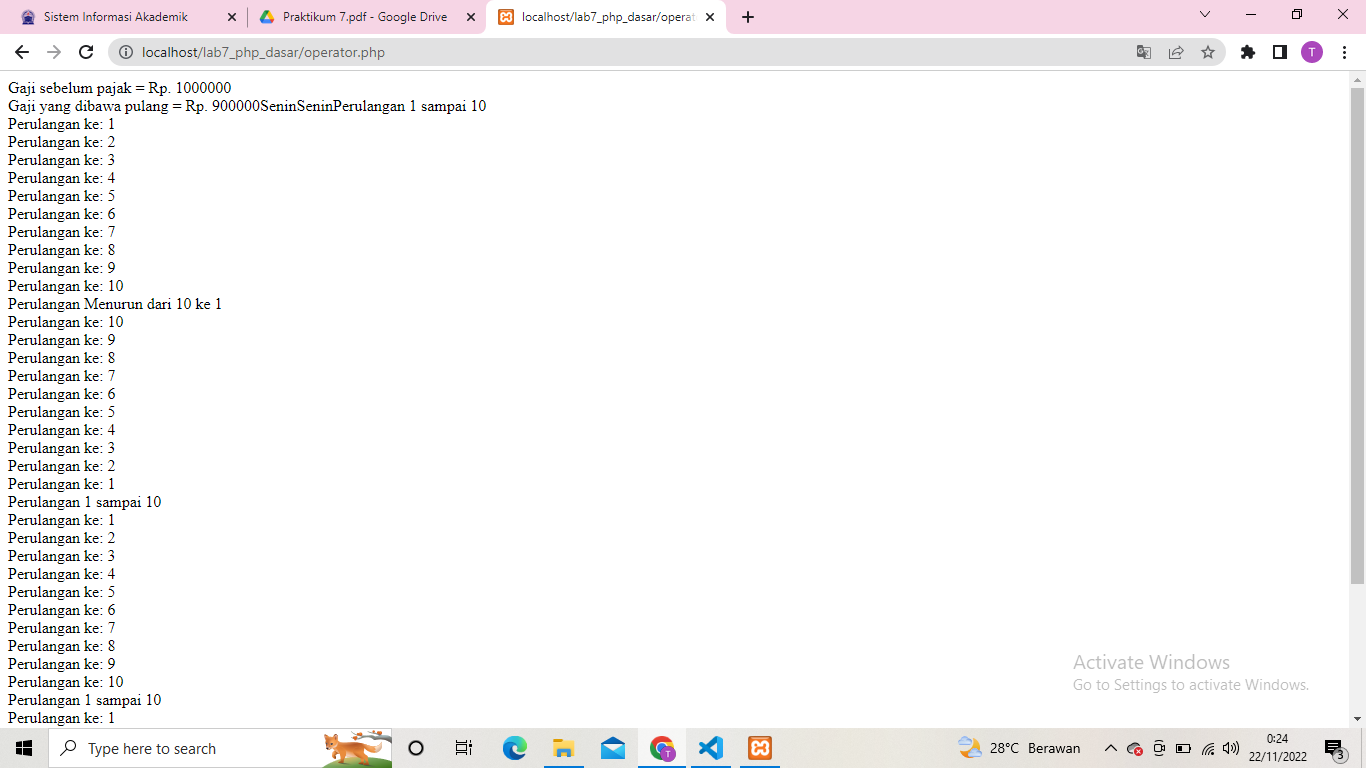 Sistem Informasi Akademik
Praktikum 7.pdf - Google Drive
localhost/lab7_php_dasar/operat
localhost/lab7_php_dasar/operator.php
T
Gaji sebelum pajak = Rp. 1000000
Gaji yang dibawa pulang = Rp. 900000SeninSeninPerulangan 1 sampai 10
Perulangan ke: 1
Perulangan ke: 2
Perulangan ke: 3
Perulangan ke: 4
Perulangan ke: 5
Perulangan ke: 6
Perulangan ke: 7
Perulangan ke: 8
Perulangan ke: 9
Perulangan ke: 10
Perulangan Menurun dari 10 ke 1
Perulangan ke: 10
Perulangan ke: 9
Perulangan ke: 8
Perulangan ke: 7
Perulangan ke: 6
Perulangan ke: 5
Perulangan ke: 4
Perulangan ke: 3
Perulangan ke: 2
Perulangan ke: 1
Perulangan 1 sampai 10
Perulangan ke: 1
Perulangan ke: 2
Perulangan ke: 3
Perulangan ke: 4
Perulangan ke: 5
Perulangan ke: 6
Perulangan ke: 7
Perulangan ke: 8
Perulangan ke: 9
Perulangan ke: 10
Perulangan 1 sampai 10
Perulangan ke: 1
Activate Windows
Go to Settings to activate Windows.
Type here to search
T
28°C Berawan
0:24
22/11/2022
3